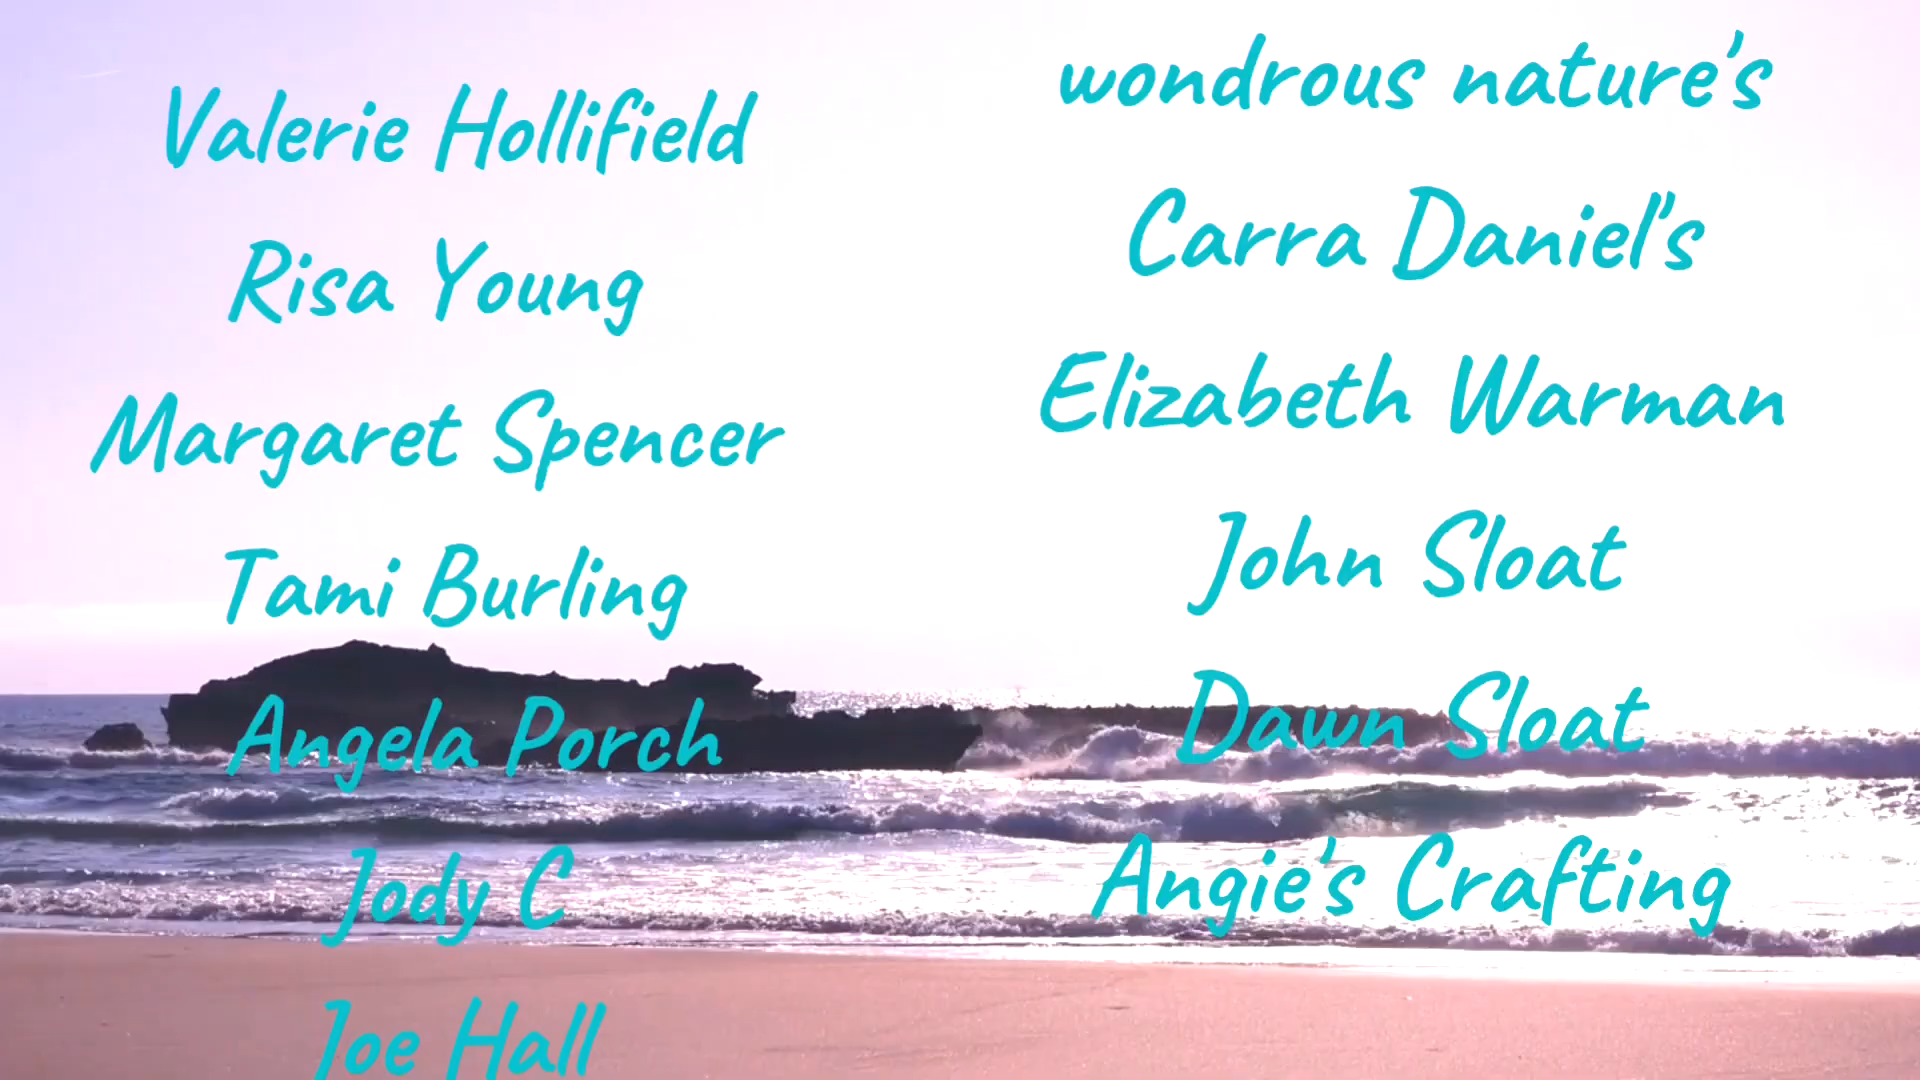 Valerie Hollifield
Risa Young
Margaret Spencer
Tami Burling
Angela Porch
Jody C
Joe Hall
wondrous nature's
Carra Daniel's
Elizabeth Warman
John Sloat
Dawn Sloat
Angie's Crafting